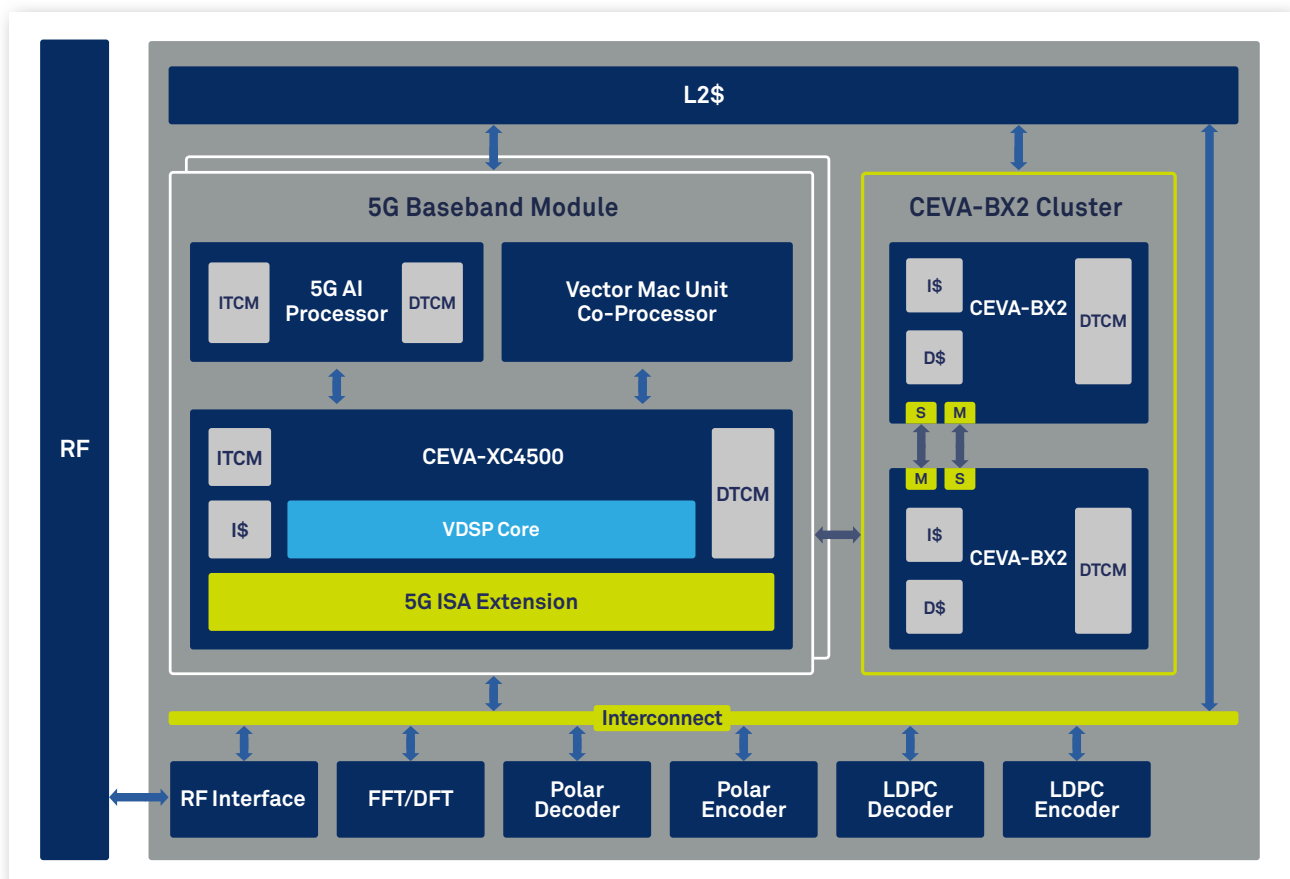 RF
L2$
5G Baseband Module
ITCM
5G AI
Processor
DTCM
Vector Mac Unit
Co-Processor
ITCM
I$
CEVA-XC4500
VDSP Core
DTCM
5G ISA Extension
CEVA-BX2 Cluster
I$
D$
CEVA-BX2
DTCM
S
M
M
S
I$
D$
CEVA-BX2
DTCM
Interconnect
RF Interface
FFT/DFT
Polar
Decoder
Polar
Encoder
LDPC
Decoder
LDPC
Encoder